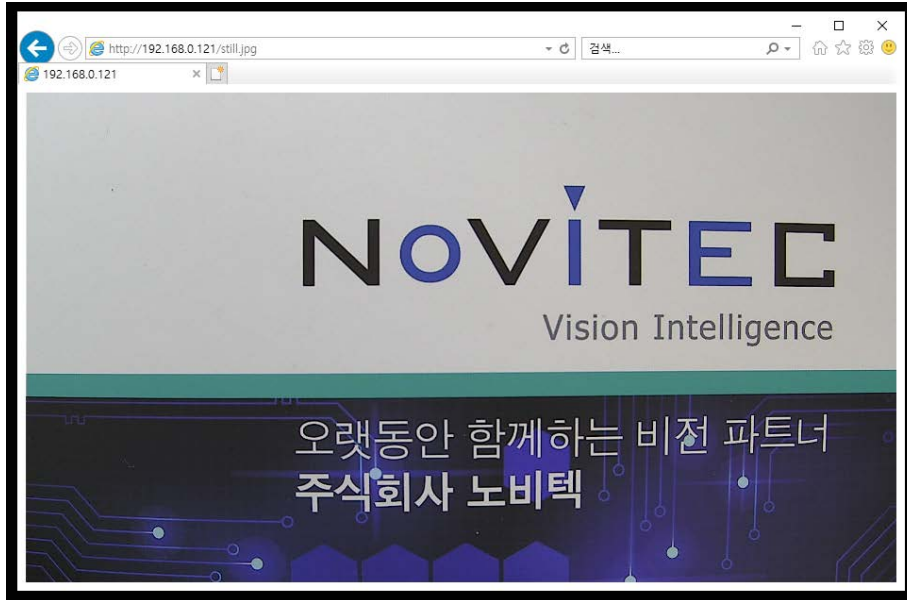 http://192.168.0.121/still.jpg
검색...
192.168.0.121
NoViTEC
Vision Intelligence
오랫동안 함께하는 비전 파트너
주식회사 노비텍